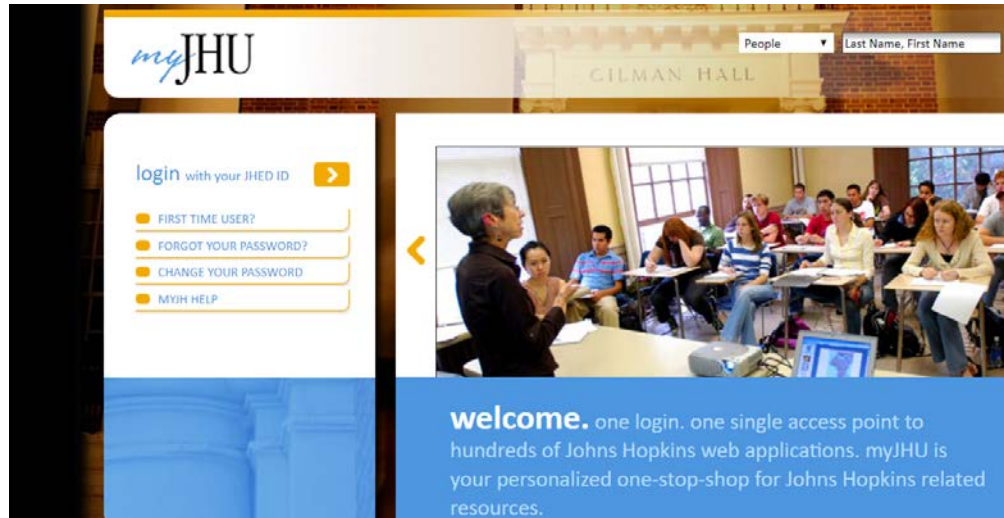 myJHU
People
Last Name, First Name
GILMAN HALL
login with your JHED ID
FIRST TIME USER?
FORGOT YOUR PASSWORD?
CHANGE YOUR PASSWORD
MYJH HELP
welcome. one login. one single access point to
hundreds of Johns Hopkins web applications. myJHU is
your personalized one-stop-shop for Johns Hopkins related
resources.